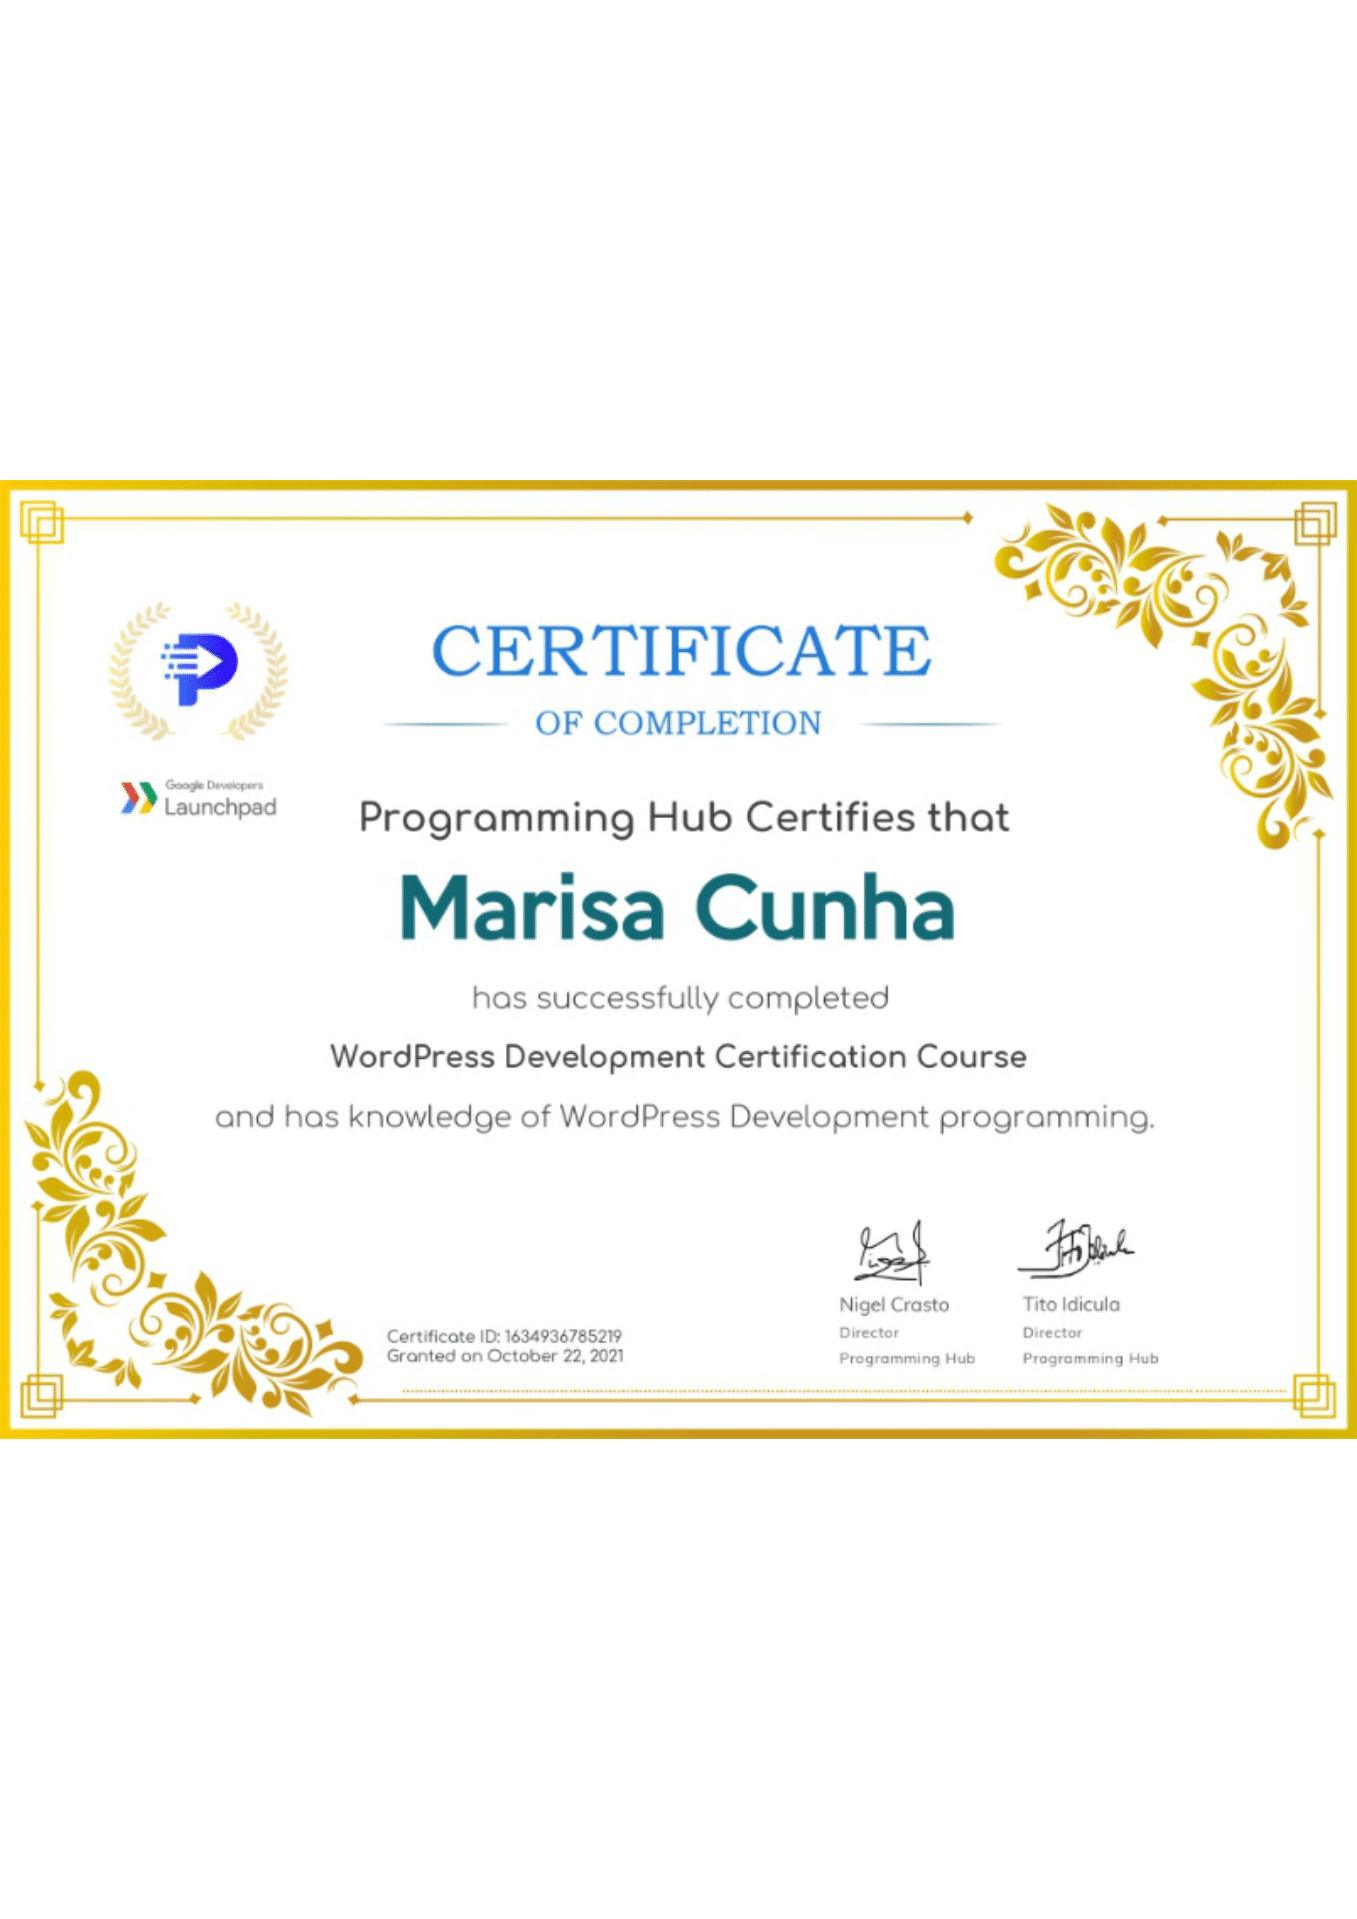 CERTIFICATE
OF COMPLETION
Google Developers
Launchpad
Programming Hub Certifies that
Marisa Cunha
has successfully completed
WordPress Development Certification Course
and has knowledge of WordPress Development programming.
Nigel Crasto
Director
Programming Hub
Tito Idicula
Director
Programming Hub
Certificate ID: 1634936785219
Granted on October 22, 2021